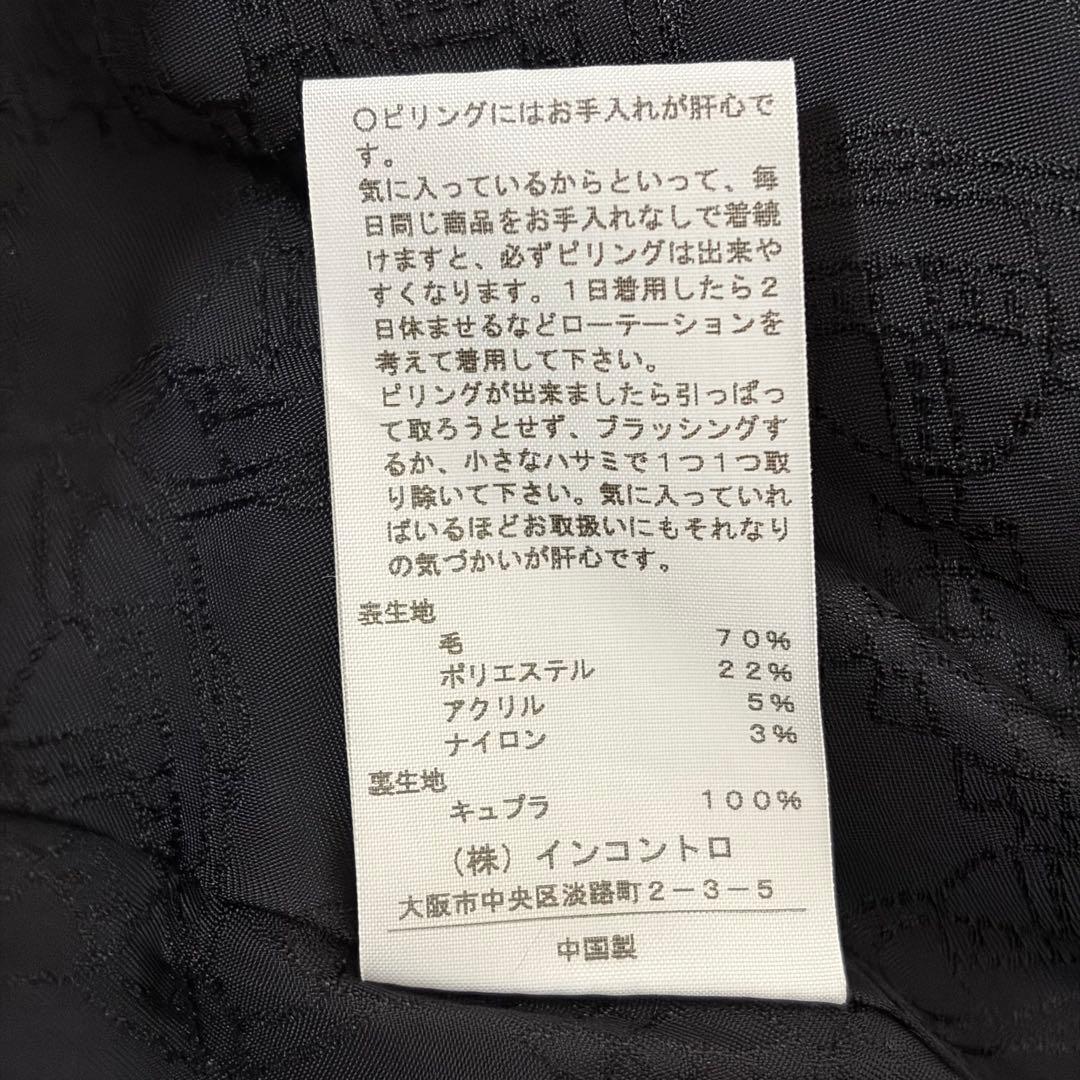 ○ピリングにはお手入れが肝心で
す。
気に入っているからといって、毎
日同じ商品をお手入れなしで着続
けますと、必ずピリングは出来や
すくなります。1日着用したら2
日休ませるなどローテーションを
考えて着用して下さい。
ピリングが出来ましたら引っぱっ
て取ろうとせず、ブラッシングす
るか、小さなハサミで1つ1つ取
り除いて下さい。気に入っていれ
ばいるほどお取扱いにもそれなり
の気づかいが肝心です。
表生地
毛 70%
ポリエステル 22%
アクリル 5%
ナイロン 3%
裏生地
キュプラ 100%
(株)インコントロ
大阪市中央区淡路町2-3-5
中国製